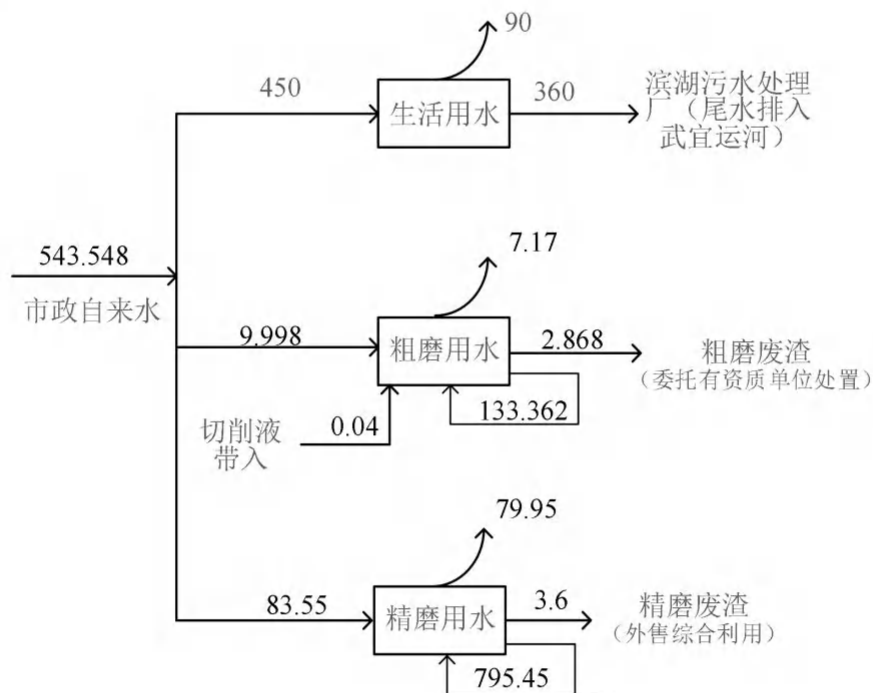 90
450
生活用水
360
滨湖污水处理
厂（尾水排入
武宜运河）
543.548
市政自来水
7.17
9.998
粗磨用水
2.868
粗磨废渣
（委托有资质单位处置）
133.362
切削液
带入
0.04
79.95
83.55
精磨用水
3.6
精磨废渣
（外售综合利用）
795.45